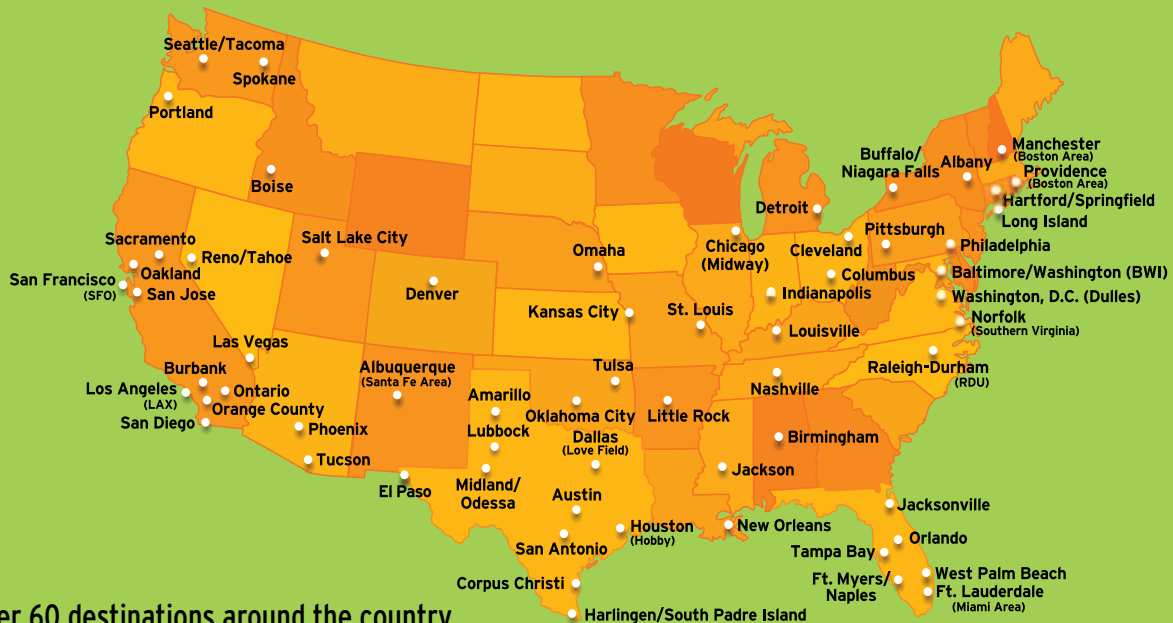 Seattle/Tacoma
Spokane
Portland
Boise
Sacramento
Reno/Tahoe
Oakland
San Francisco
(SFO)
San Jose
Salt Lake City
Denver
Las Vegas
Burbank
Los Angeles
(LAX)
Ontario
Orange County
San Diego
Phoenix
Tucson
Albuquerque
(Santa Fe Area)
El Paso
Amarillo
Lubbock
Midland/
Odessa
Dallas
(Love Field)
Austin
San Antonio
Houston
(Hobby)
Corpus Christi
Harlingen/South Padre Island
Omaha
Kansas City
St. Louis
Tulsa
Oklahoma City
Little Rock
Chicago
(Midway)
Detroit
Cleveland
Columbus
Indianapolis
Louisville
Nashville
Birmingham
Jackson
New Orleans
Buffalo/
Niagara Falls
Albany
Manchester
(Boston Area)
Providence
(Boston Area)
Hartford/Springfield
Long Island
Pittsburgh
Philadelphia
Baltimore/Washington (BWI)
Washington, D.C. (Dulles)
Norfolk
(Southern Virginia)
Raleigh-Durham
(RDU)
Jacksonville
Orlando
Tampa Bay
Ft. Myers/
Naples
West Palm Beach
Ft. Lauderdale
(Miami Area)
60 destinations around the country